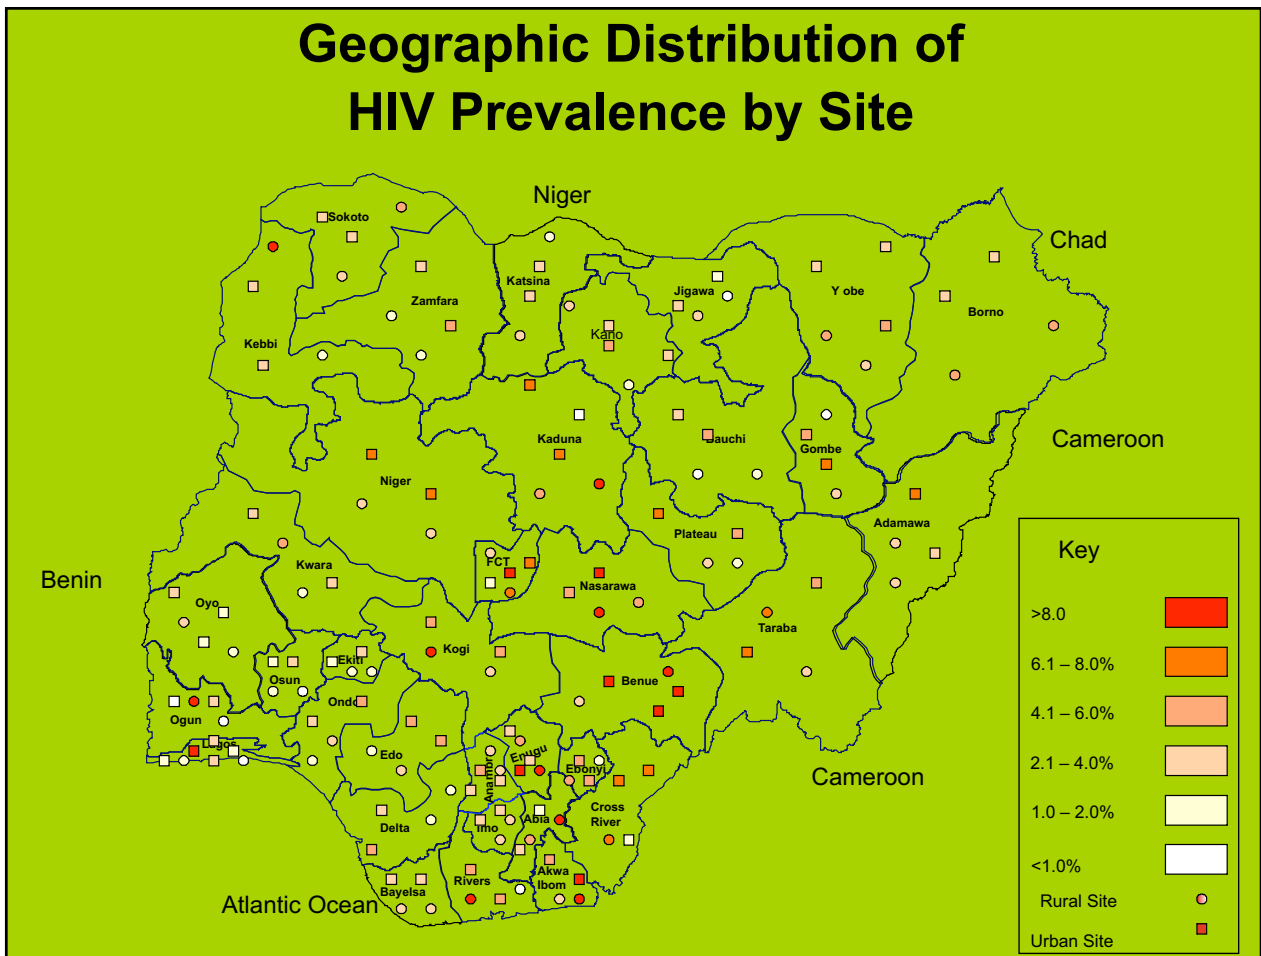 Geographic Distribution of
HIV Prevalence by Site
Niger
Sokoto
Chad
Katsina
Jigawa
Y obe
Zamfara
Borno
Kano
Kebbi
Cameroon
Kaduna
Bauchi
Gombe
Niger
Adamawa
Plateau
Key
FCT
Kwara
Benin
Nasarawa
Oyo
>8.0
Taraba
Kogi
Ekiti
6.1 – 8.0%
Osun
Benue
Ondo
4.1 – 6.0%
Ogun
Lagos
Edo
Enugu
2.1 – 4.0%
Anambra
Ebonyi
Cameroon
Cross
River
1.0 – 2.0%
Delta
Imo
Abia
<1.0%
Akwa
Ibom
Rivers
Bayelsa
Atlantic Ocean
Rural Site
Urban Site